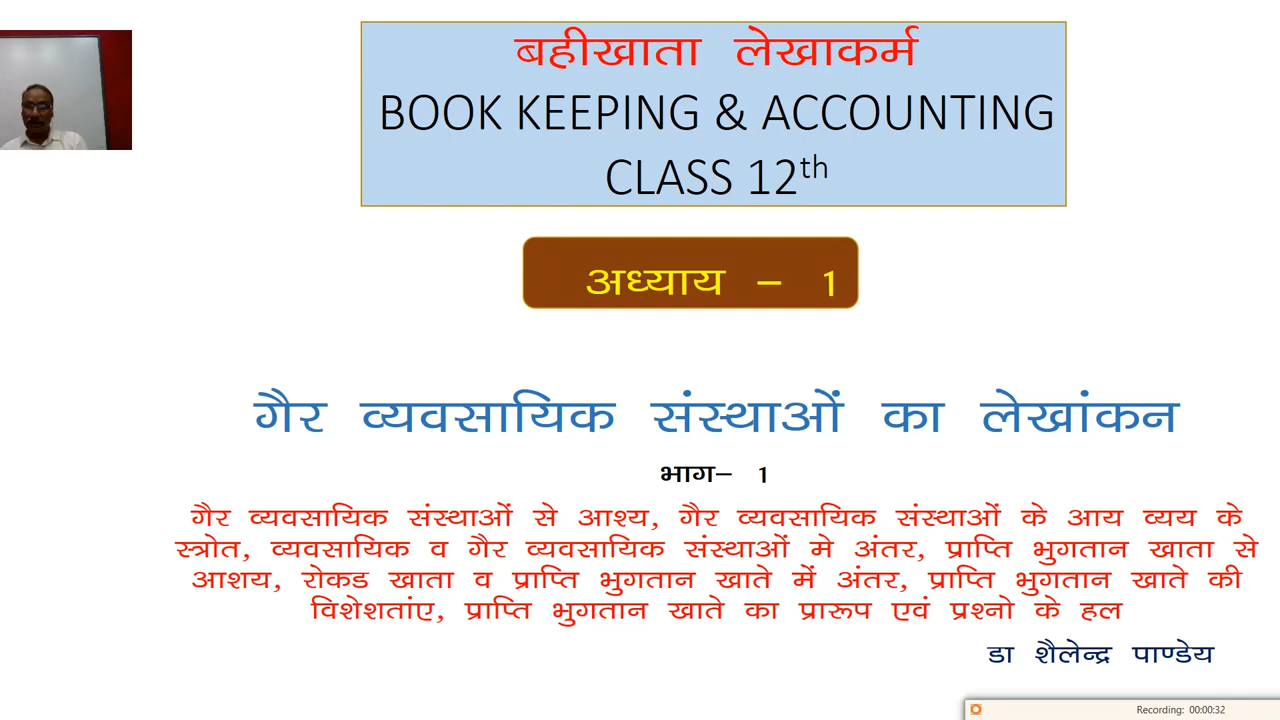 बहीखाता लेखाकर्म
BOOK KEEPING & ACCOUNTING
CLASS 12th
अध्याय – 1
गैर व्यवसायिक संस्थाओं का लेखांकन
भाग– 1
गैर व्यवसायिक संस्थाओं से आश्य, गैर व्यवसायिक संस्थाओं के आय व्यय के
स्त्रोत, व्यवसायिक व गैर व्यवसायिक संस्थाओं मे अंतर, प्राप्ति भुगतान खाता से
आशय, रोकड खाता व प्राप्ति भुगतान खाते में अंतर, प्राप्ति भुगतान खाते की
विशेशतांए, प्राप्ति भुगतान खाते का प्रारूप एवं प्रश्नो के हल
डा शैलेन्द्र पाण्डेय
Recording: 00:00:32